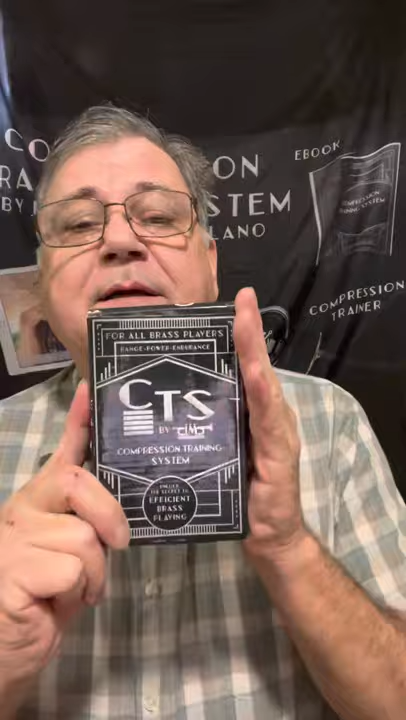 CO ON
RA STEM
BY J LANO
EBOOK
COMPRESSION
TRAINING
SYSTEM
COMPRESSION
TRAINER
FOR ALL BRASS PLAYERS
RANGE-POWER-ENDURANCE
CTS
BY
COMPRESSION TRAINING
SYSTEM
UNLOCK
THE SECRET TO
EFFICIENT
BRASS
PLAYING